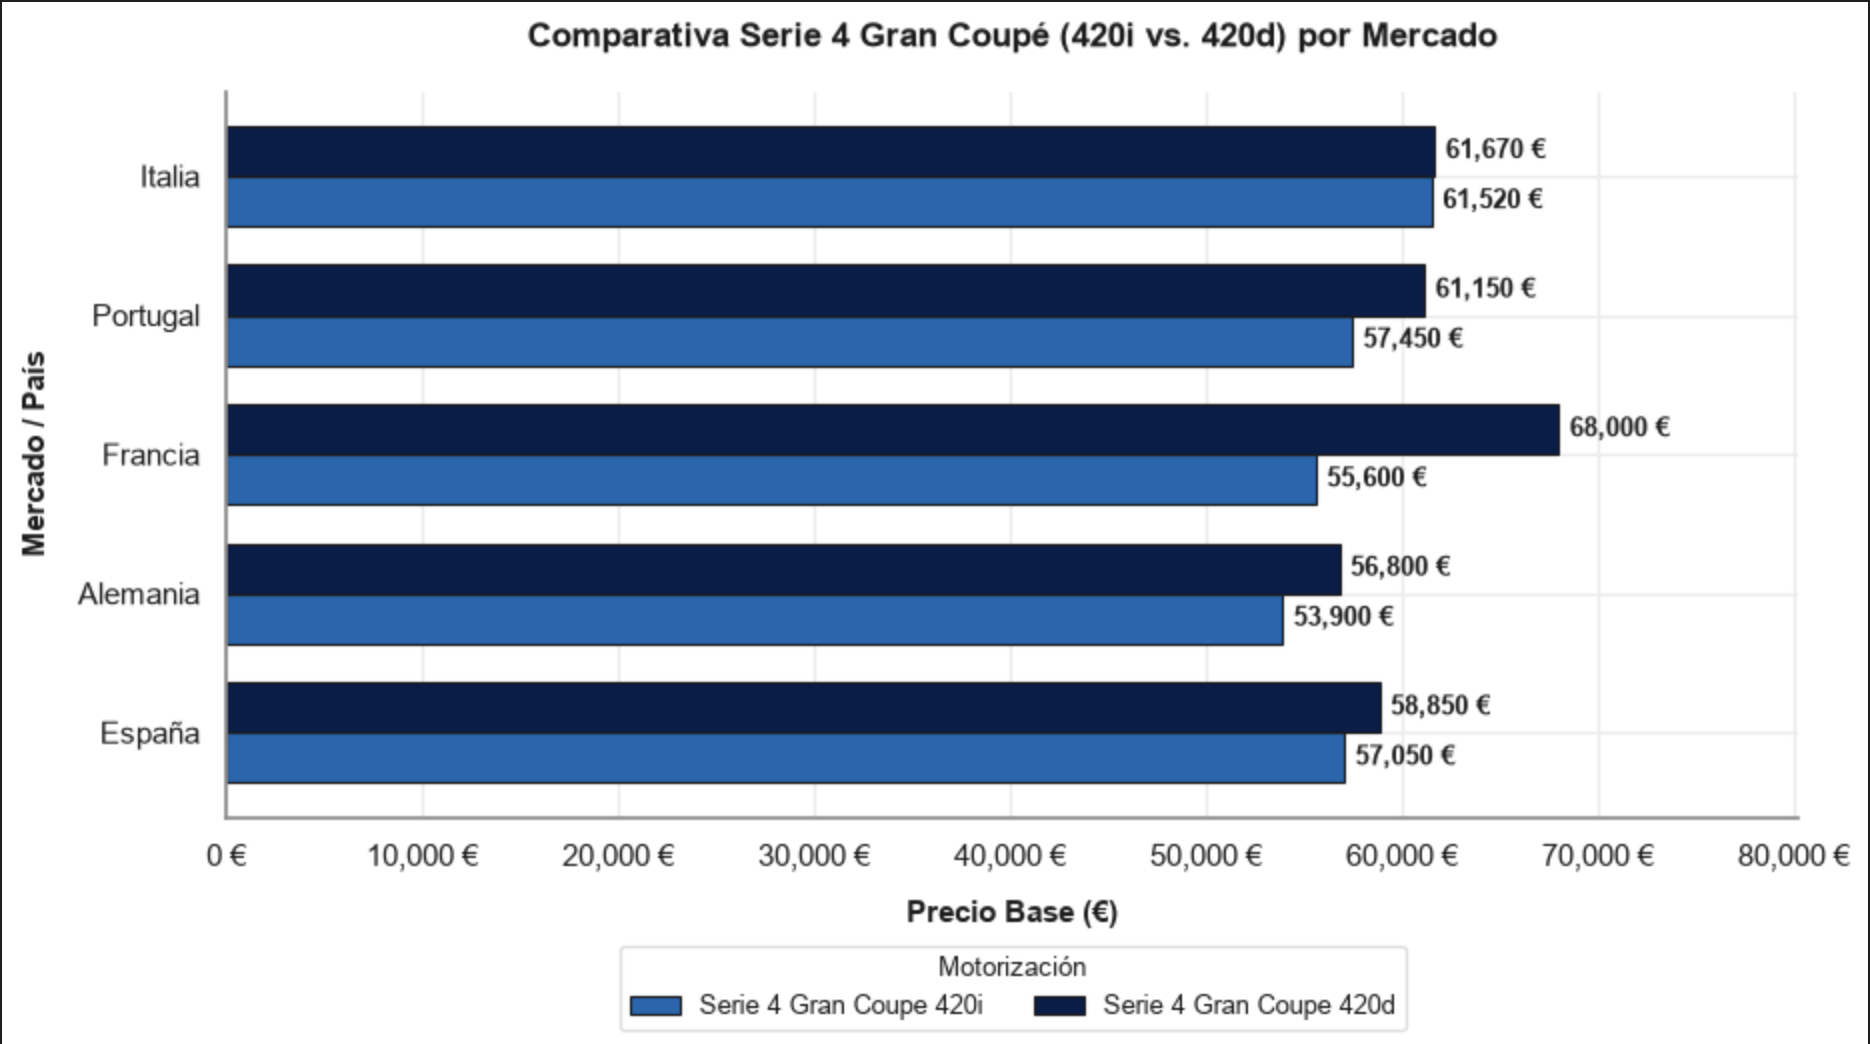 Comparativa Serie 4 Gran Coupé (420i vs. 420d) por Mercado
Mercado / País
Italia
61,670 €
61,520 €
Portugal
61,150 €
57,450 €
Francia
68,000 €
55,600 €
Alemania
56,800 €
53,900 €
España
58,850 €
57,050 €
0 € 10,000 € 20,000 € 30,000 € 40,000 € 50,000 € 60,000 € 70,000 € 80,000 €
Precio Base (€)
Motorización
Serie 4 Gran Coupe 420i Serie 4 Gran Coupe 420d